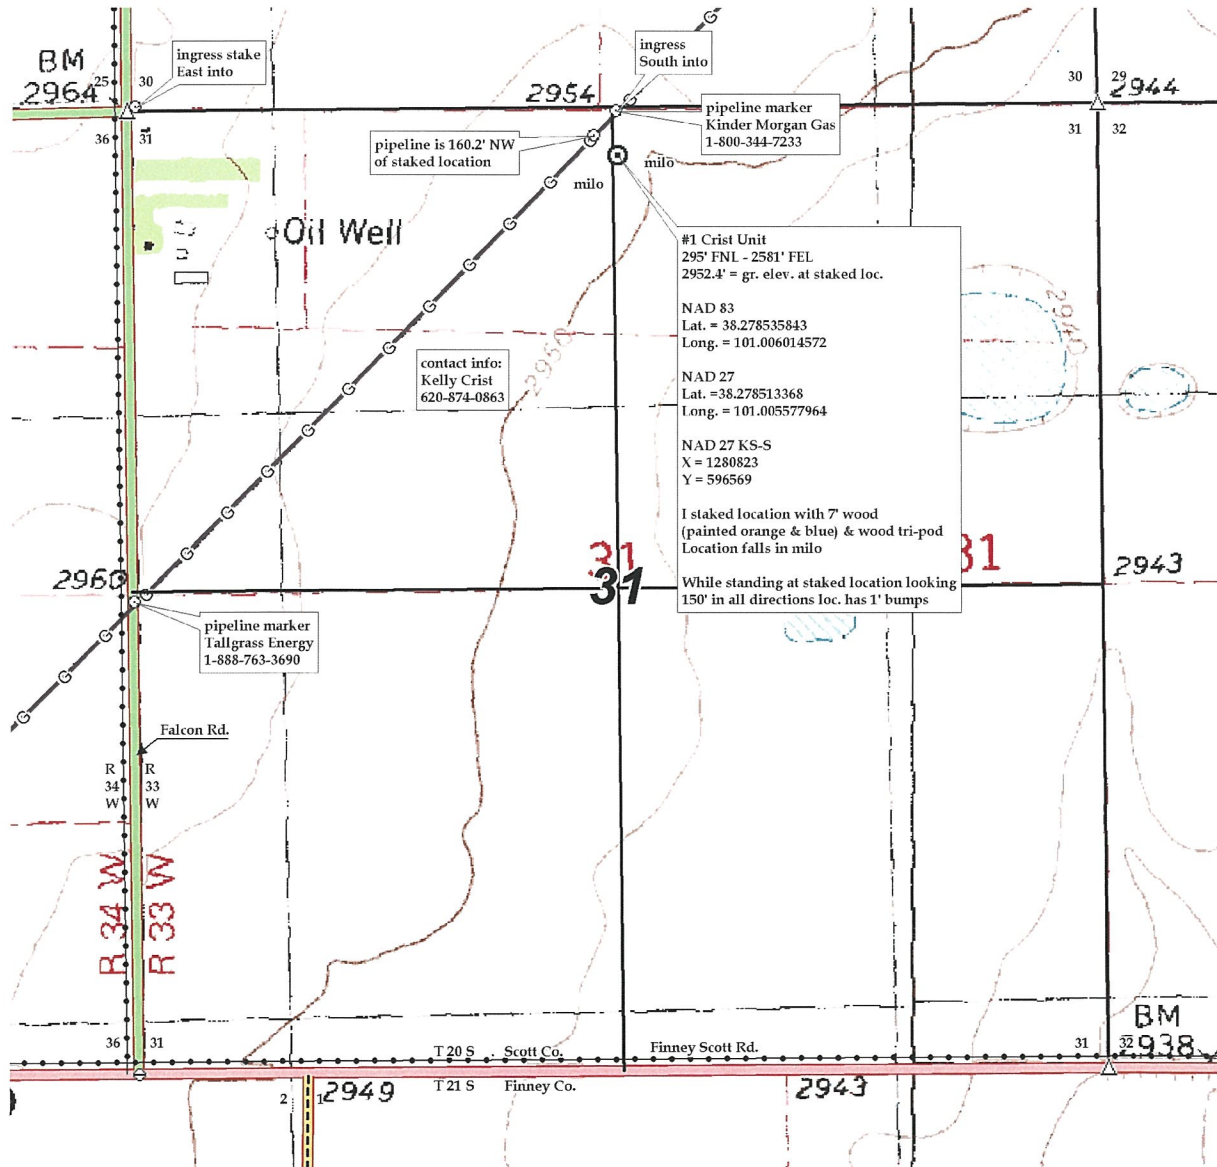 BM
2964
25
30
ingress stake
East into
36
31
2954
ingress
South into
pipeline marker
Kinder Morgan Gas
1-800-344-7233
30
29
2944
31
32
pipeline is 160.2' NW
of staked location
milo
milo
Oil Well
#1 Crist Unit
295' FNL - 2581' FEL
2952.4' = gr. elev. at staked loc.
NAD 83
Lat. = 38.278535843
Long. = 101.006014572
NAD 27
Lat. =38.278513368
Long. = 101.005577964
NAD 27 KS-S
X = 1280823
Y = 596569
I staked location with 7' wood
(painted orange & blue) & wood tri-pod
Location falls in milo
While standing at staked location looking
150' in all directions loc. has 1' bumps
2940
contact info:
Kelly Crist
620-874-0863
2950
2960
31
31
31
2943
pipeline marker
Tallgrass Energy
1-888-763-3690
Falcon Rd.
R
34
W
R
33
W
R 34 W
R 33 W
36
31
T 20 S Scott Co. Finney Scott Rd.
T 21 S Finney Co.
BM
2938
31
32
2
1
2949
2943